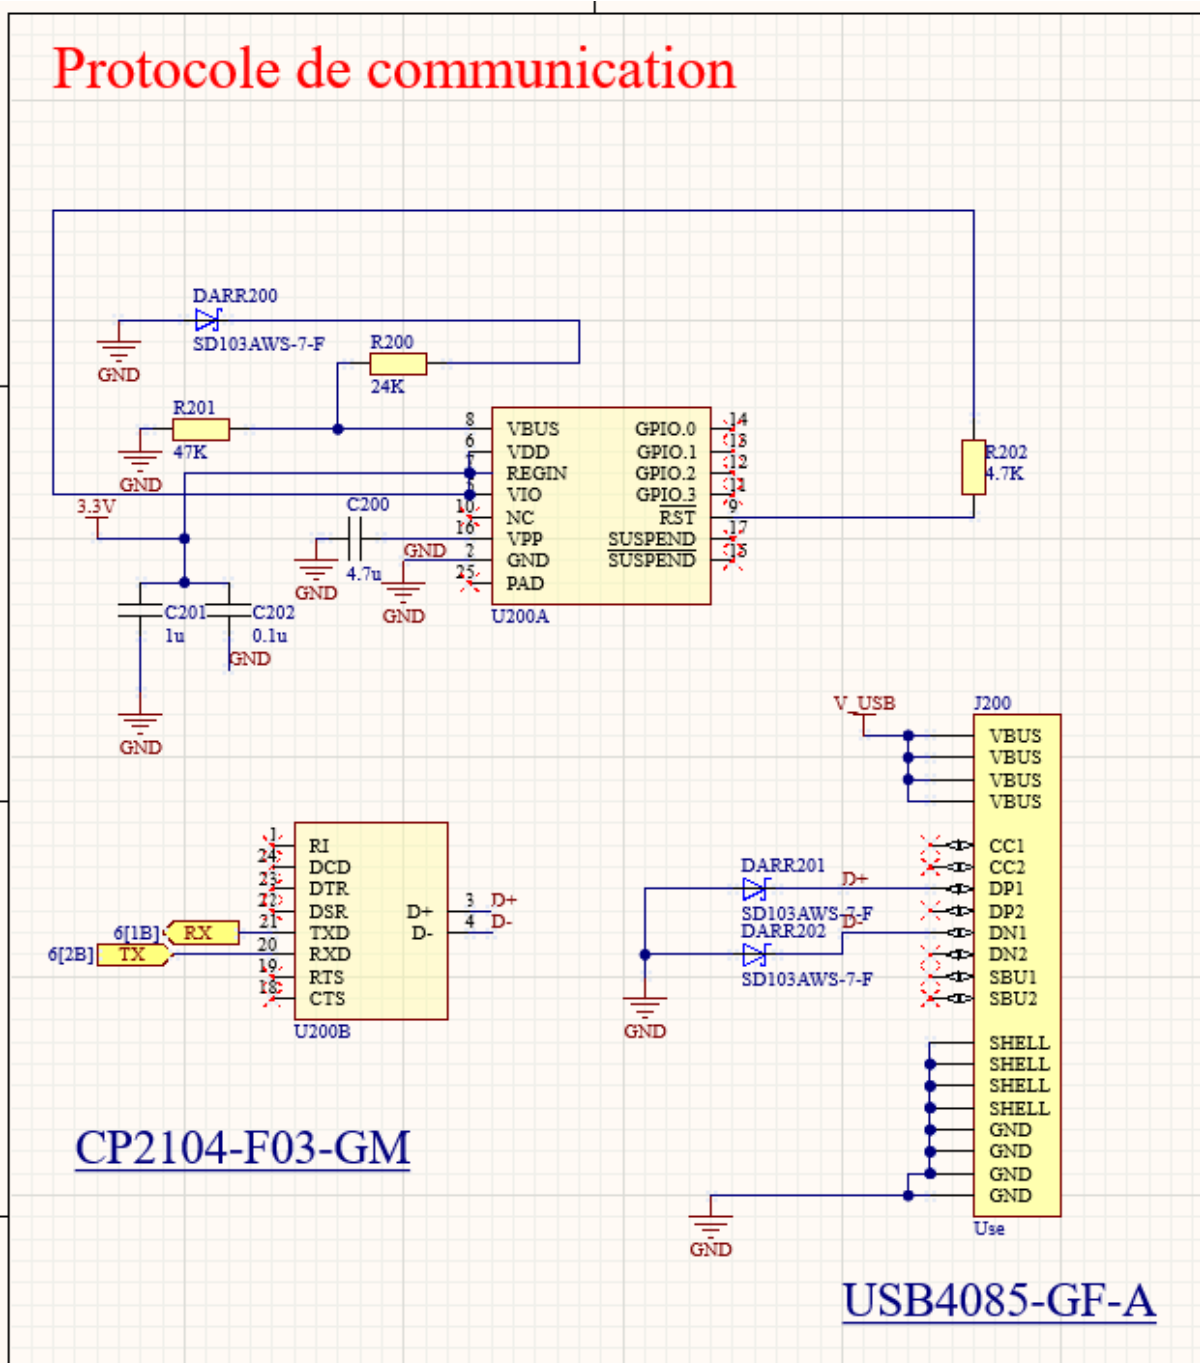 Protocole de communication
DARR200
SD103AWS-7-F
GND
R200
24K
R201
47K
GND
8 VBUS
6 VDD
7 REGIN
VIO
10 NC
16 VPP
2 GND
25 PAD
GPIO.0 14
GPIO.1 13
GPIO.2 12
GPIO.3 11
RST 9
SUSPEND 17
SUSPEND 15
U200A
R202
4.7K
3.3V
C200
4.7u
GND
GND
GND
C201
1u
C202
0.1u
GND
GND
V_USB
J200
VBUS
VBUS
VBUS
VBUS
CC1
CC2
DP1
DP2
DN1
DN2
SBU1
SBU2
SHELL
SHELL
SHELL
SHELL
GND
GND
GND
GND
Use
DARR201
SD103AWS-7-F
D+
DARR202
SD103AWS-7-F
D-
GND
GND
1 RI
24 DCD
23 DTR
22 DSR
21 TXD
20 RXD
19 RTS
18 CTS
D+ 3 D+
D- 4 D-
6[1B] RX
6[2B] TX
U200B
CP2104-F03-GM
USB4085-GF-A